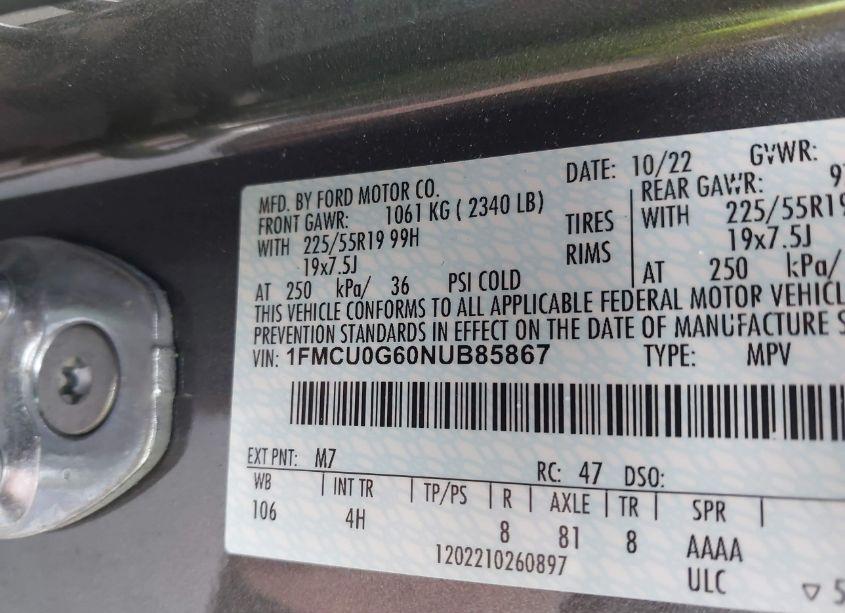 MFD. BY FORD MOTOR CO. DATE: 10/22 GVWR:
FRONT GAWR: 1061 KG ( 2340 LB) REAR GAWR:
WITH 225/55R19 99H TIRES WITH 225/55R19
19x7.5J RIMS 19x7.5J
AT 250 kPa/ 36 PSI COLD AT 250 kPa/
THIS VEHICLE CONFORMS TO ALL APPLICABLE FEDERAL MOTOR VEHICL
PREVENTION STANDARDS IN EFFECT ON THE DATE OF MANUFACTURE S
VIN: 1FMCU0G60NUB85867 TYPE: MPV
EXT PNT: M7 RC: 47 DSO:
WB INT TR TP/PS R AXLE TR SPR
106 4H 8 81 8 AAAA
1202210260897 ULC